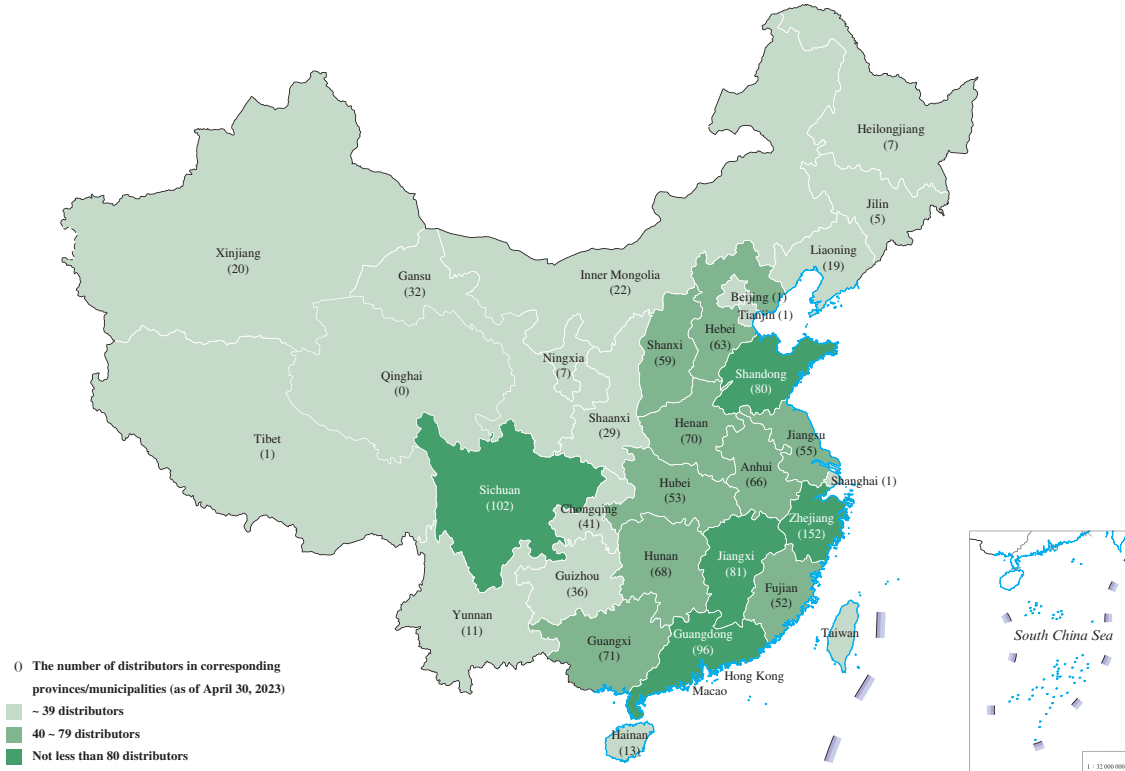 Heilongjiang
(7)
Jilin
(5)
Liaoning
(19)
Xinjiang
(20)
Gansu
(32)
Inner Mongolia
(22)
Beijing (1)
Tianjin (1)
Hebei
(63)
Shanxi
(59)
Ningxia
(7)
Shandong
(80)
Qinghai
(0)
Shaanxi
(29)
Henan
(70)
Jiangsu
(55)
Tibet
(1)
Anhui
(66)
Shanghai (1)
Sichuan
(102)
Hubei
(53)
Chongqing
(41)
Zhejiang
(152)
Hunan
(68)
Jiangxi
(81)
Guizhou
(36)
Fujian
(52)
Yunnan
(11)
Guangxi
(71)
Guangdong
(96)
Taiwan
Hong Kong
Macao
Hainan
(13)
South China Sea
1 : 32 000 000
() The number of distributors in corresponding
provinces/municipalities (as of April 30, 2023)
~ 39 distributors
40 ~ 79 distributors
Not less than 80 distributors